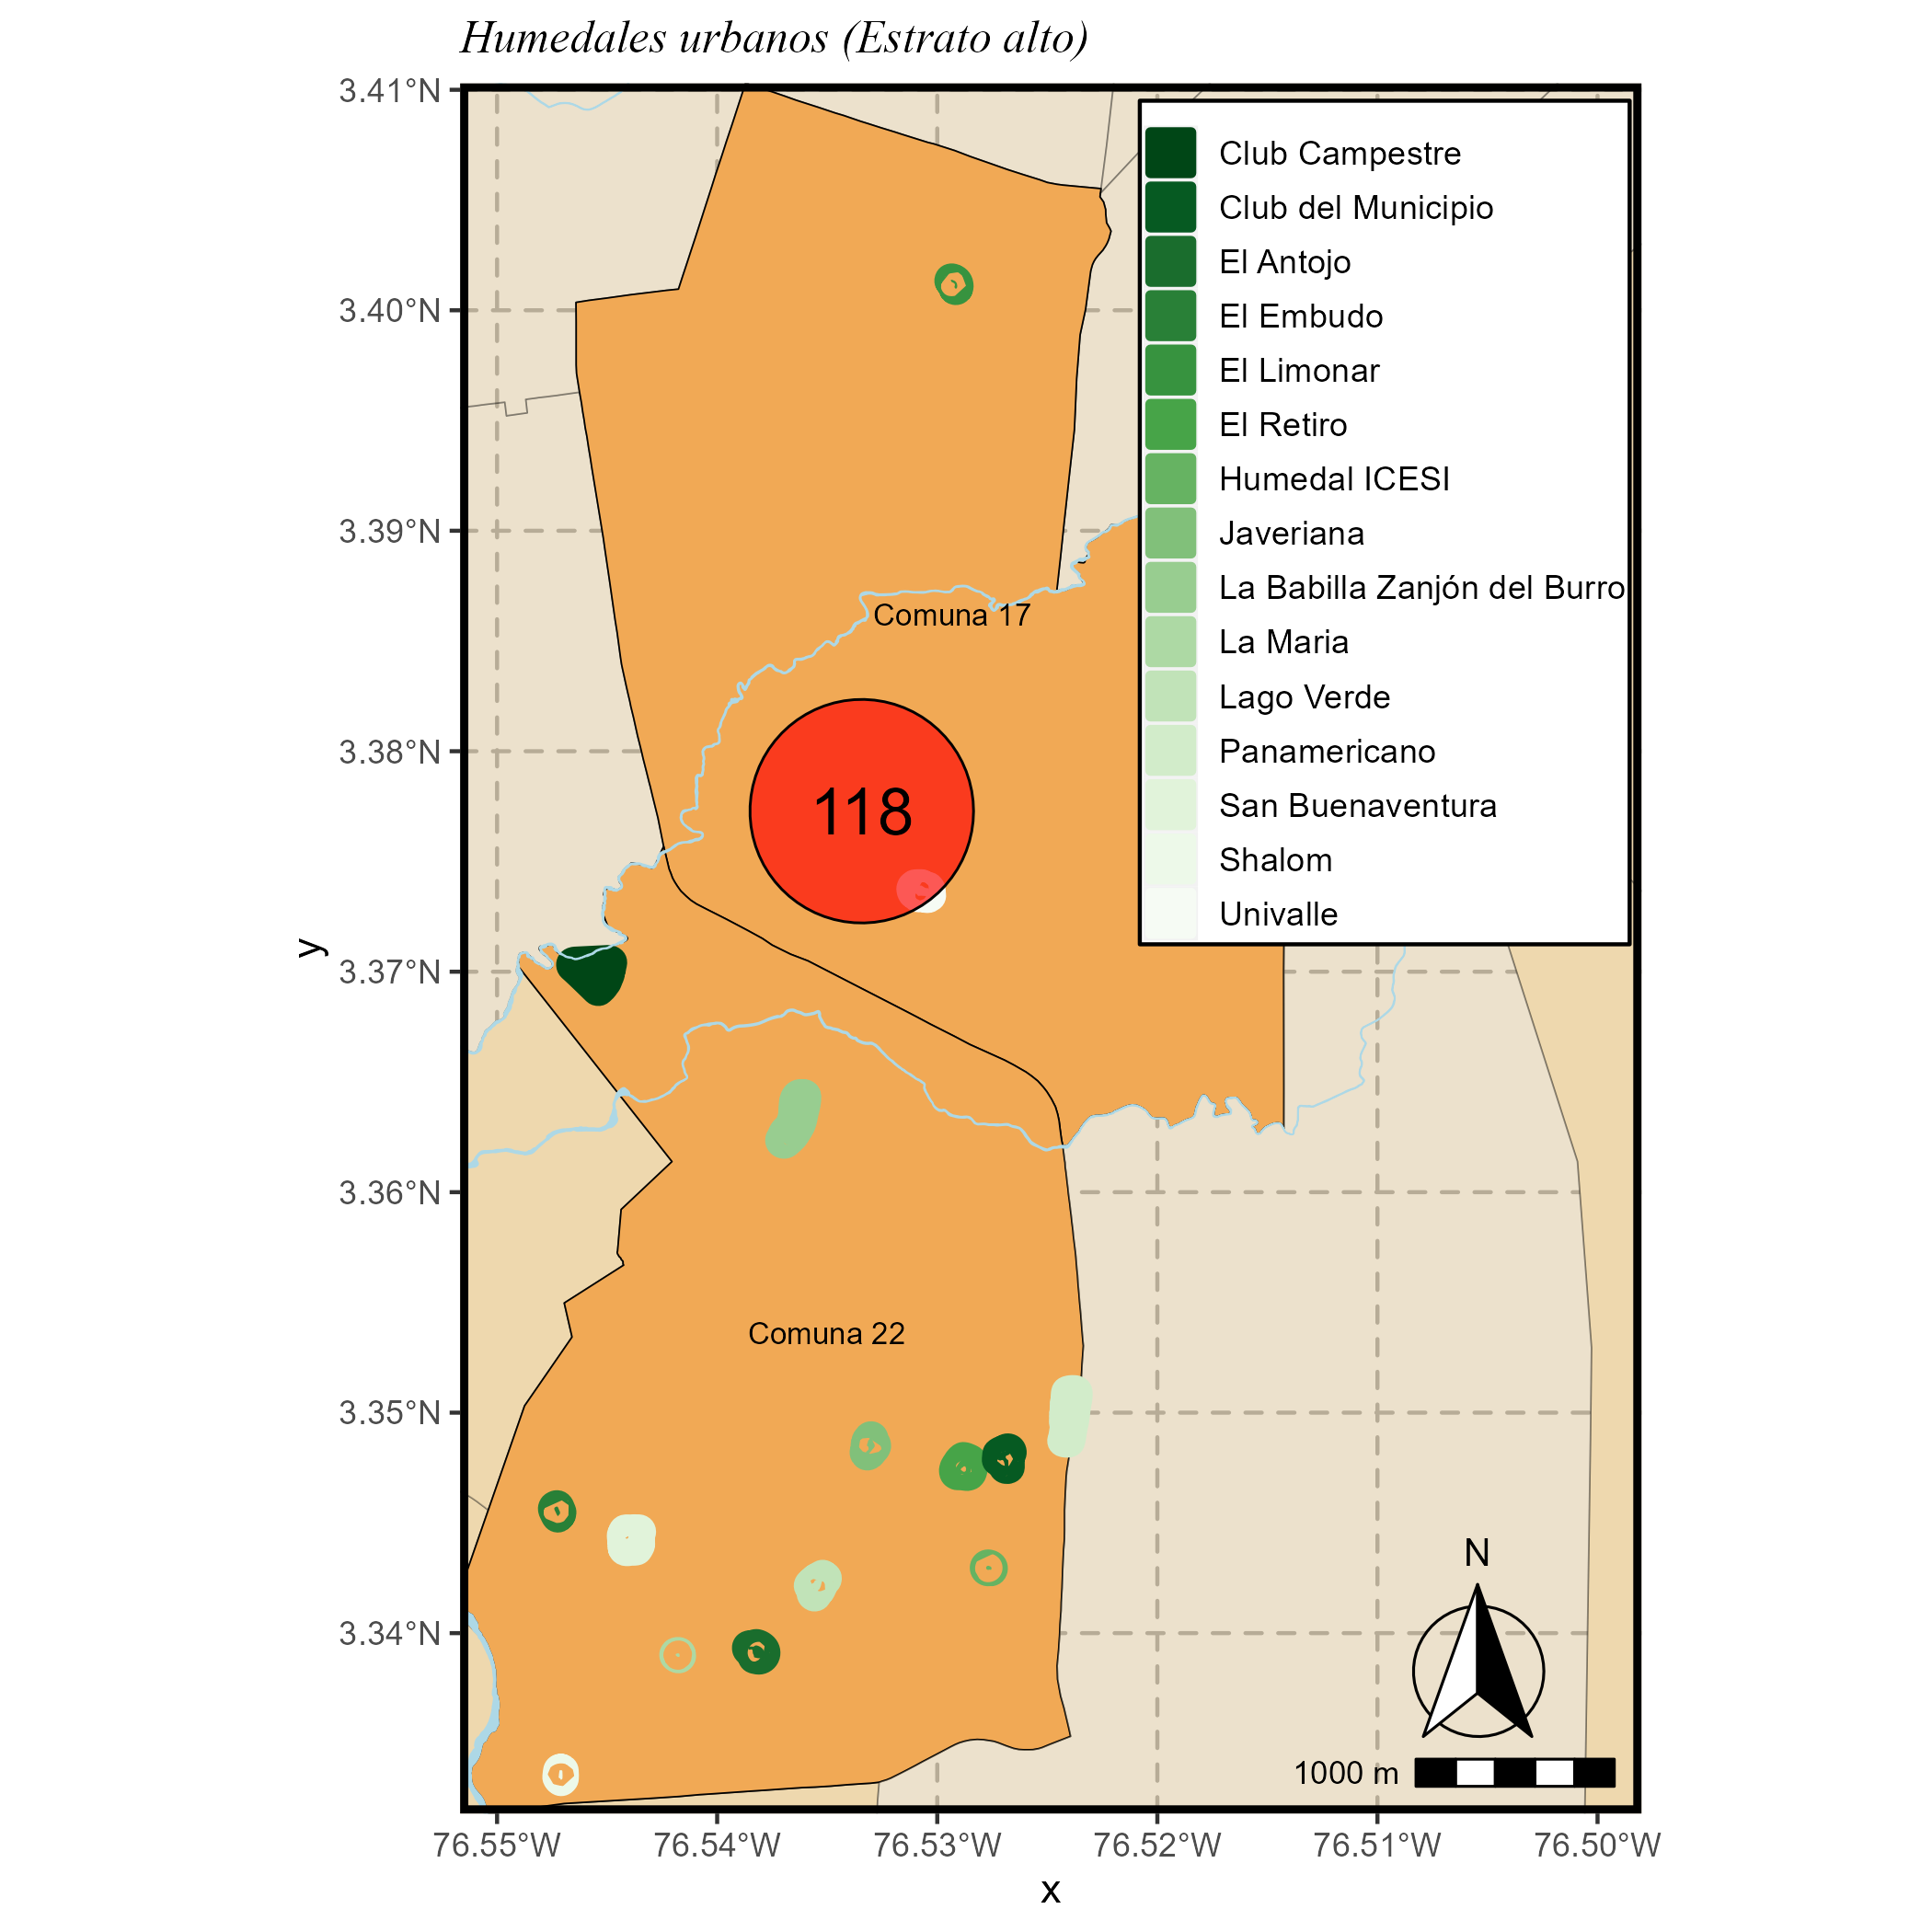 Humedales urbanos (Estrato alto)
3.41°N
3.40°N
3.39°N
3.38°N
3.37°N
3.36°N
3.35°N
3.34°N
y
Club Campestre
Club del Municipio
El Antojo
El Embudo
El Limonar
El Retiro
Humedal ICESI
Javeriana
La Babilla Zanjón del Burro
La Maria
Lago Verde
Panamericano
San Buenaventura
Shalom
Univalle
Comuna 17
118
Comuna 22
N
1000 m
76.55°W
76.54°W
76.53°W
76.52°W
76.51°W
76.50°W
x